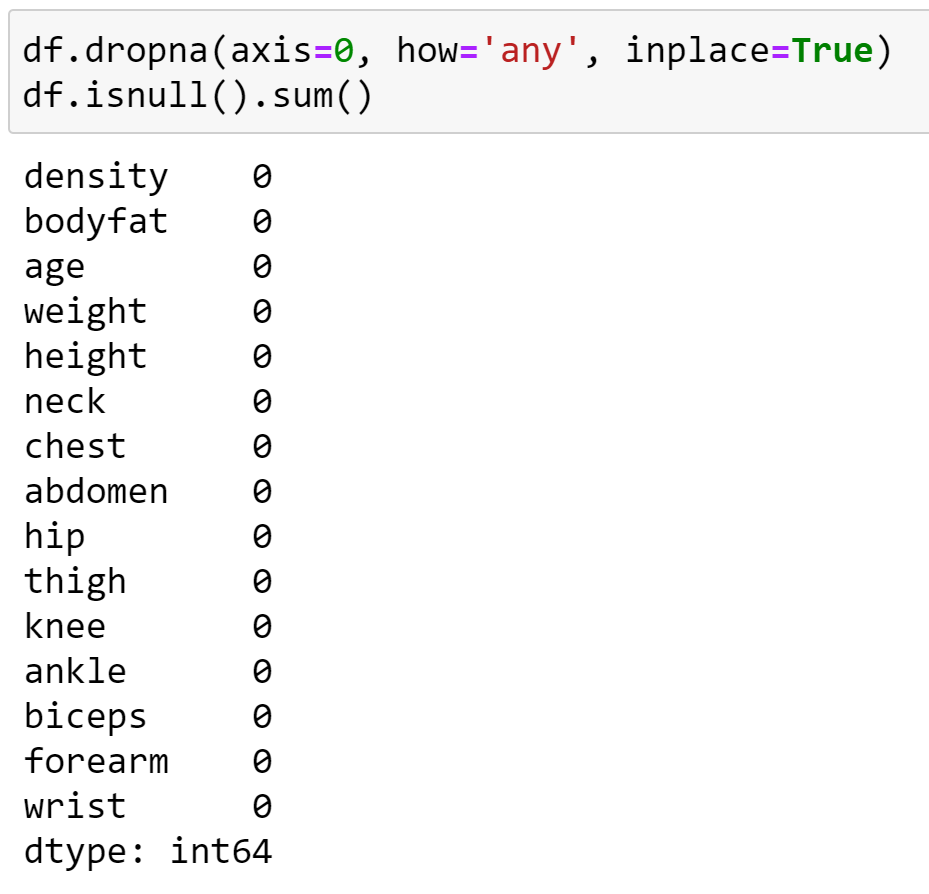 df.dropna(axis=0, how='any', inplace=True)
df.isnull().sum()
density    0
bodyfat    0
age        0
weight     0
height     0
neck       0
chest      0
abdomen    0
hip        0
thigh      0
knee       0
ankle      0
biceps     0
forearm    0
wrist      0
dtype: int64